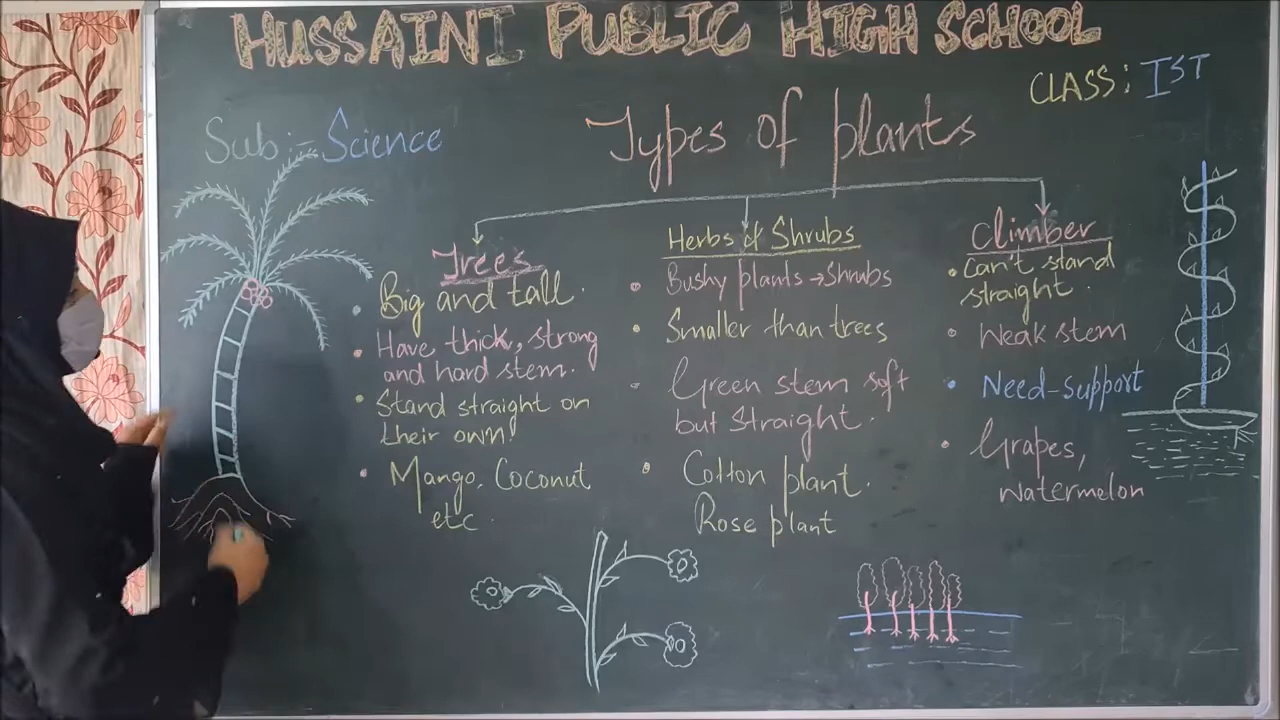 HUSSAINI PUBLIC HIGH SCHOOL
CLASS: IST
Sub:- Science
Types of plants
Trees
• Big and tall.
• Have thick, strong
and hard stem.
• Stand straight on
their own.
• Mango, Coconut
etc.
Herbs & Shrubs
• Bushy plants → Shrubs
• Smaller than trees
• Green stem soft
but Straight.
• Cotton plant.
Rose plant
Climber
• Can't stand
straight.
• Weak stem
• Need-support
• Grapes,
watermelon